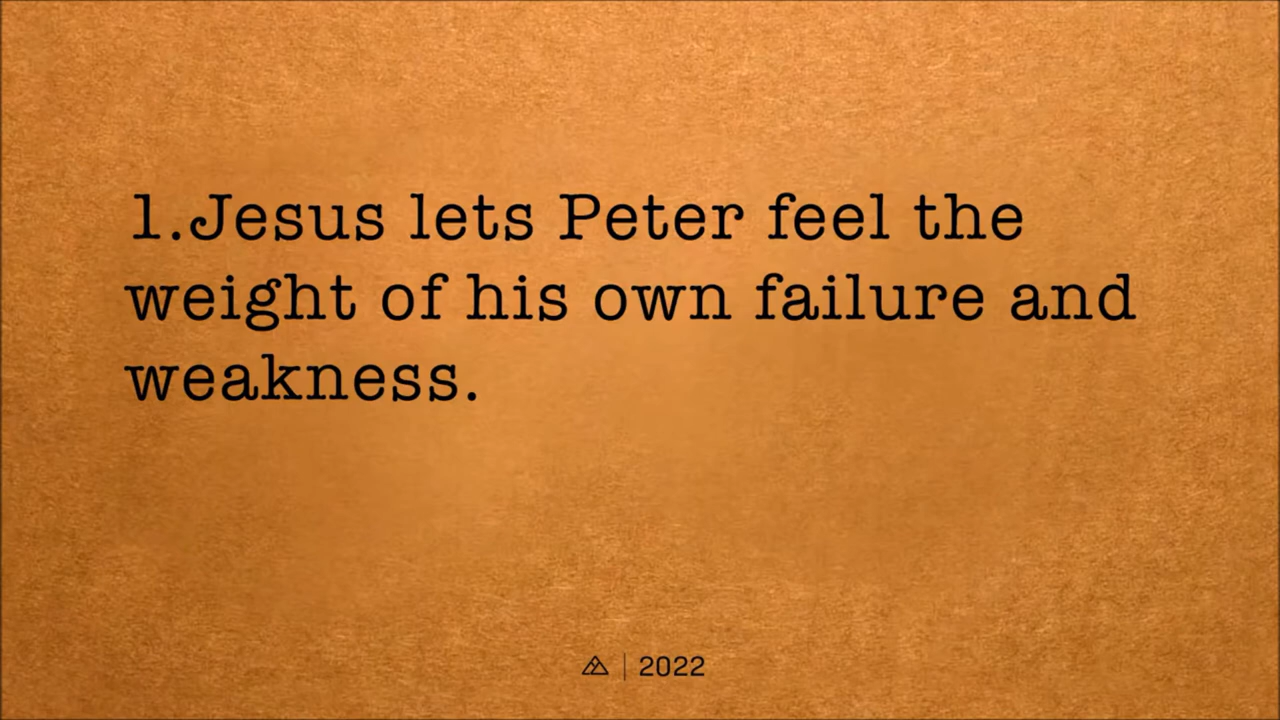 1.Jesus lets Peter feel the
weight of his own failure and
weakness.
2022